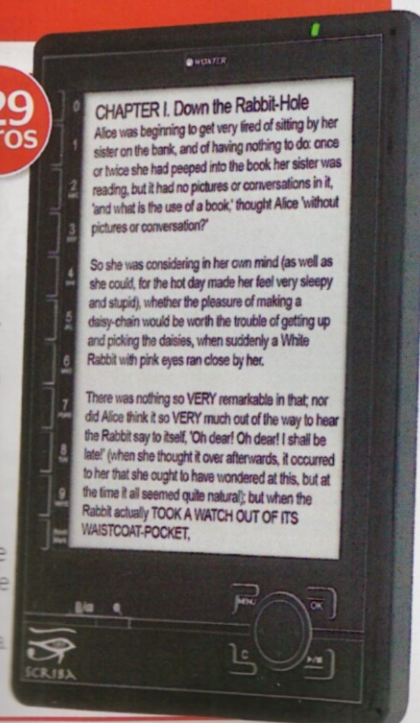 29
ROS
WOXTER
0
1
2
3
4
5
6
7
8
9
CHAPTER I. Down the Rabbit-Hole
Alice was beginning to get very tired of sitting by her
sister on the bank, and of having nothing to do: once
or twice she had peeped into the book her sister was
reading, but it had no pictures or conversations in it,
'and what is the use of a book,' thought Alice 'without
pictures or conversation?'
So she was considering in her own mind (as well as
she could, for the hot day made her feel very sleepy
and stupid), whether the pleasure of making a
daisy-chain would be worth the trouble of getting up
and picking the daisies, when suddenly a White
Rabbit with pink eyes ran close by her.
There was nothing so VERY remarkable in that; nor
did Alice think it so VERY much out of the way to hear
the Rabbit say to itself, 'Oh dear! Oh dear! I shall be
late!' (when she thought it over afterwards, it occurred
to her that she ought to have wondered at this, but at
the time it all seemed quite natural); but when the
Rabbit actually TOOK A WATCH OUT OF ITS
WAISTCOAT-POCKET,
MENU
OK
C
SCRIBA